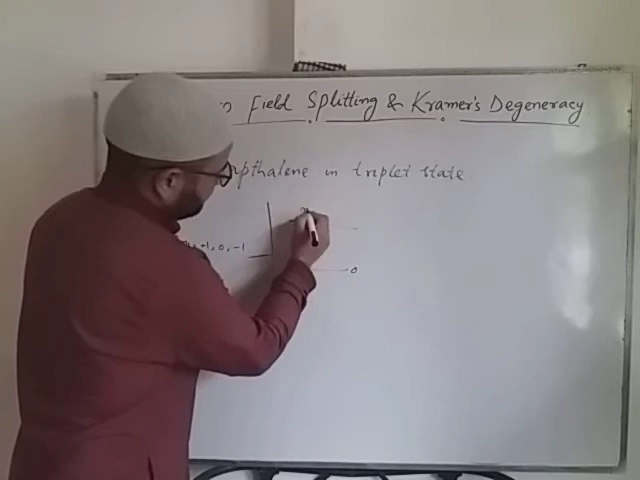 Field Splitting & Kramer's Degeneracy
pthalene in triplet state
+1, 0, -1
0